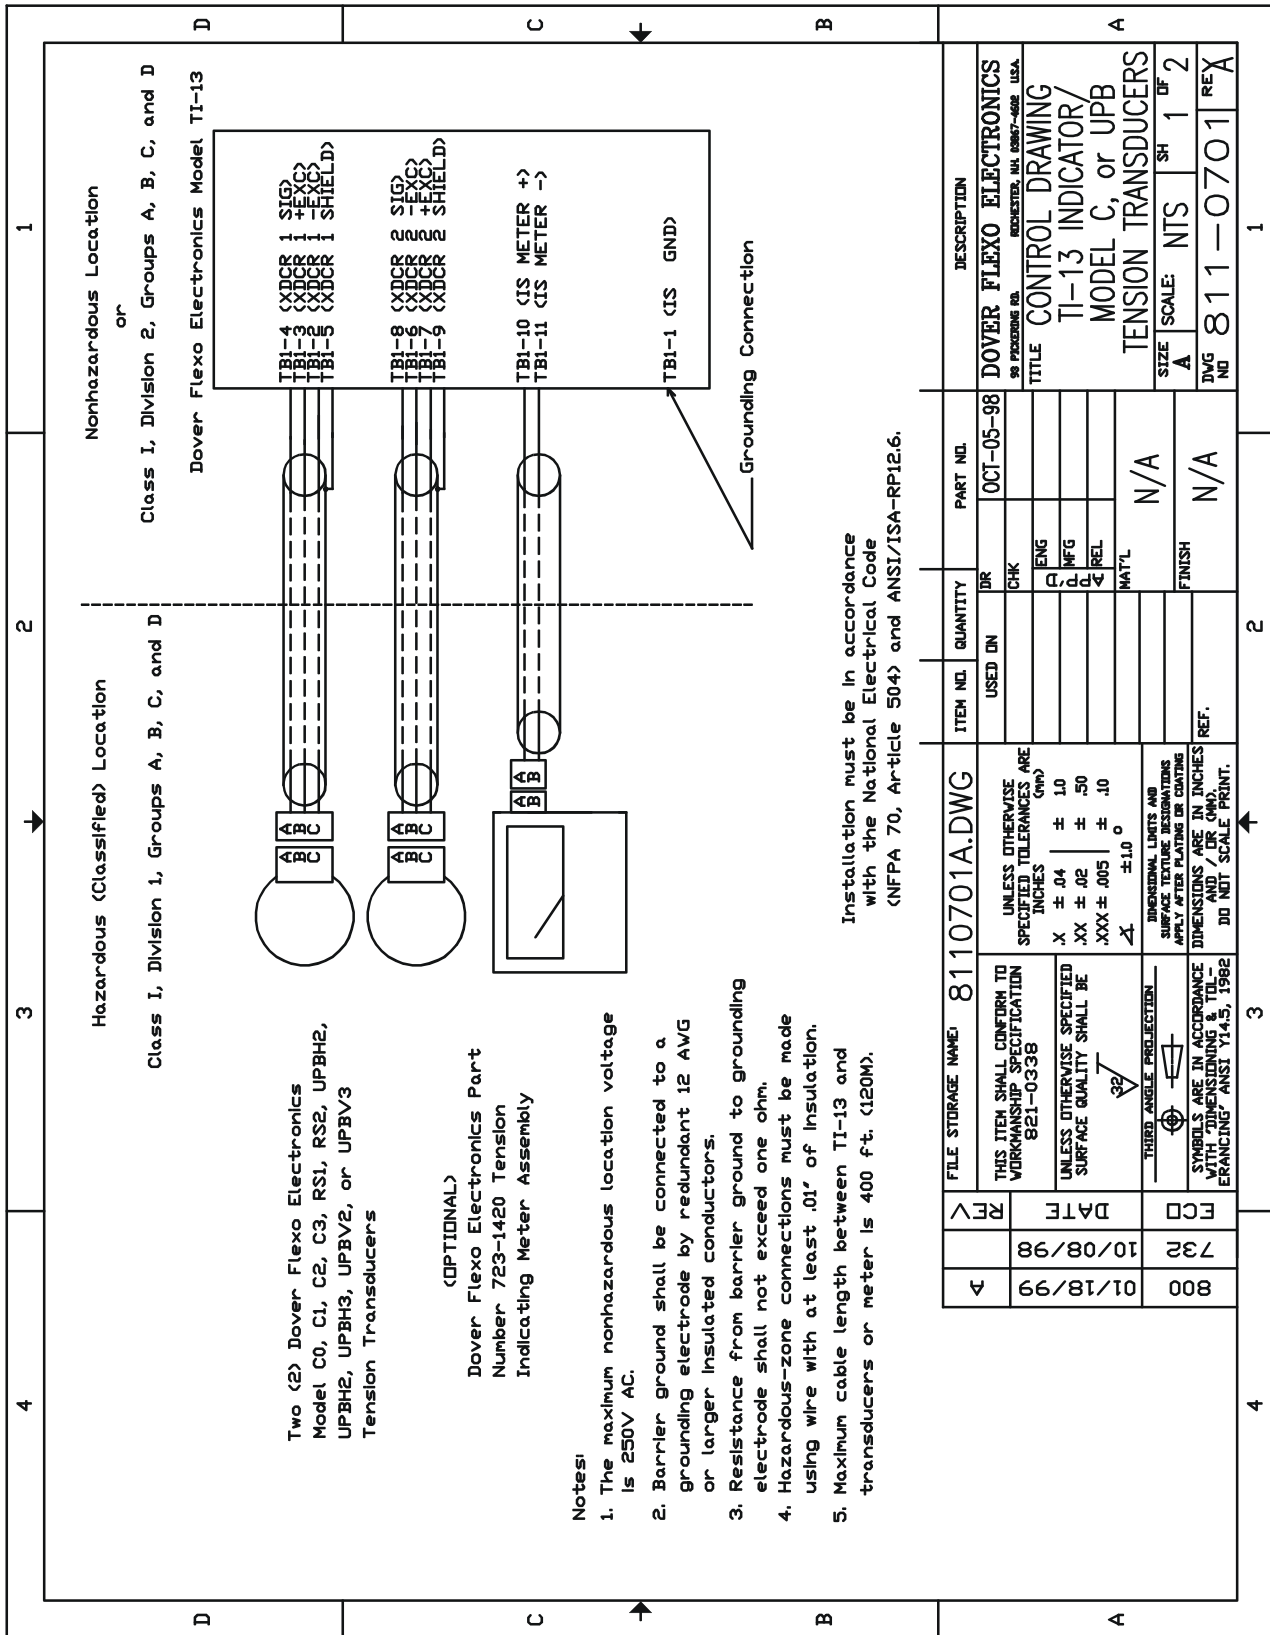 4
3
2
1
D
C
B
A
Hazardous (Classified) Location
Class I, Division 1, Groups A, B, C, and D
Nonhazardous Location
or
Class I, Division 2, Groups A, B, C, and D
Dover Flexo Electronics Model TI-13
Two (2) Dover Flexo Electronics
Model C0, C1, C2, C3, RS1, RS2, UPBH2,
UPBH2, UPBH3, UPBV2, or UPBV3
Tension Transducers
A
B
C
A
B
C
TB1-4 (XDCR 1 SIG)
TB1-3 (XDCR 1 +EXC)
TB1-2 (XDCR 1 -EXC)
TB1-5 (XDCR 1 SHIELD)
A
B
C
A
B
C
TB1-8 (XDCR 2 SIG)
TB1-6 (XDCR 2 -EXC)
TB1-7 (XDCR 2 +EXC)
TB1-9 (XDCR 2 SHIELD)
(OPTIONAL)
Dover Flexo Electronics Part
Number 723-1420 Tension
Indicating Meter Assembly
A
B
A
B
TB1-10 (IS METER +)
TB1-11 (IS METER -)
TB1-1 (IS GND)
Grounding Connection
Notes:
1. The maximum nonhazardous location voltage
is 250V AC.
2. Barrier ground shall be connected to a
grounding electrode by redundant 12 AWG
or larger insulated conductors.
3. Resistance from barrier ground to grounding
electrode shall not exceed one ohm.
4. Hazardous-zone connections must be made
using wire with at least .01" of insulation.
5. Maximum cable length between TI-13 and
transducers or meter is 400 ft. (120M).
Installation must be in accordance
with the National Electrical Code
(NFPA 70, Article 504) and ANSI/ISA-RP12.6.
REV
DATE
ECO
10/08/98
732
A
01/18/99
800
FILE STORAGE NAME: 8110701A.DWG
THIS ITEM SHALL CONFORM TO
WORKMANSHIP SPECIFICATION
821-0338
UNLESS OTHERWISE SPECIFIED
SURFACE QUALITY SHALL BE
32
THIRD ANGLE PROJECTION
SYMBOLS ARE IN ACCORDANCE
WITH "DIMENSIONING & TOL-
ERANCING" ANSI Y14.5, 1982
UNLESS OTHERWISE
SPECIFIED TOLERANCES ARE
INCHES (mm)
.X ± .04 ± 1.0
.XX ± .02 ± .50
.XXX ± .005 ± .10
∡ ±1.0°
DIMENSIONAL LIMITS AND
SURFACE TEXTURE DESIGNATIONS
APPLY AFTER PLATING OR COATING
DIMENSIONS ARE IN INCHES
AND / OR (MM).
DO NOT SCALE PRINT.
ITEM NO. QUANTITY PART NO. DESCRIPTION
USED ON
REF.
DR OCT-05-98
CHK
APP'D
ENG
MFG
REL
MAT'L
N/A
FINISH
N/A
DOVER FLEXO ELECTRONICS
98 PICKERING RD. ROCHESTER, N.H. 03867-4602 USA
TITLE CONTROL DRAWING
TI-13 INDICATOR/
MODEL C, or UPB
TENSION TRANSDUCERS
SIZE A
SCALE: NTS
SH 1 OF 2
DWG NO 811-0701
REV A
4
3
2
1
D
C
B
A